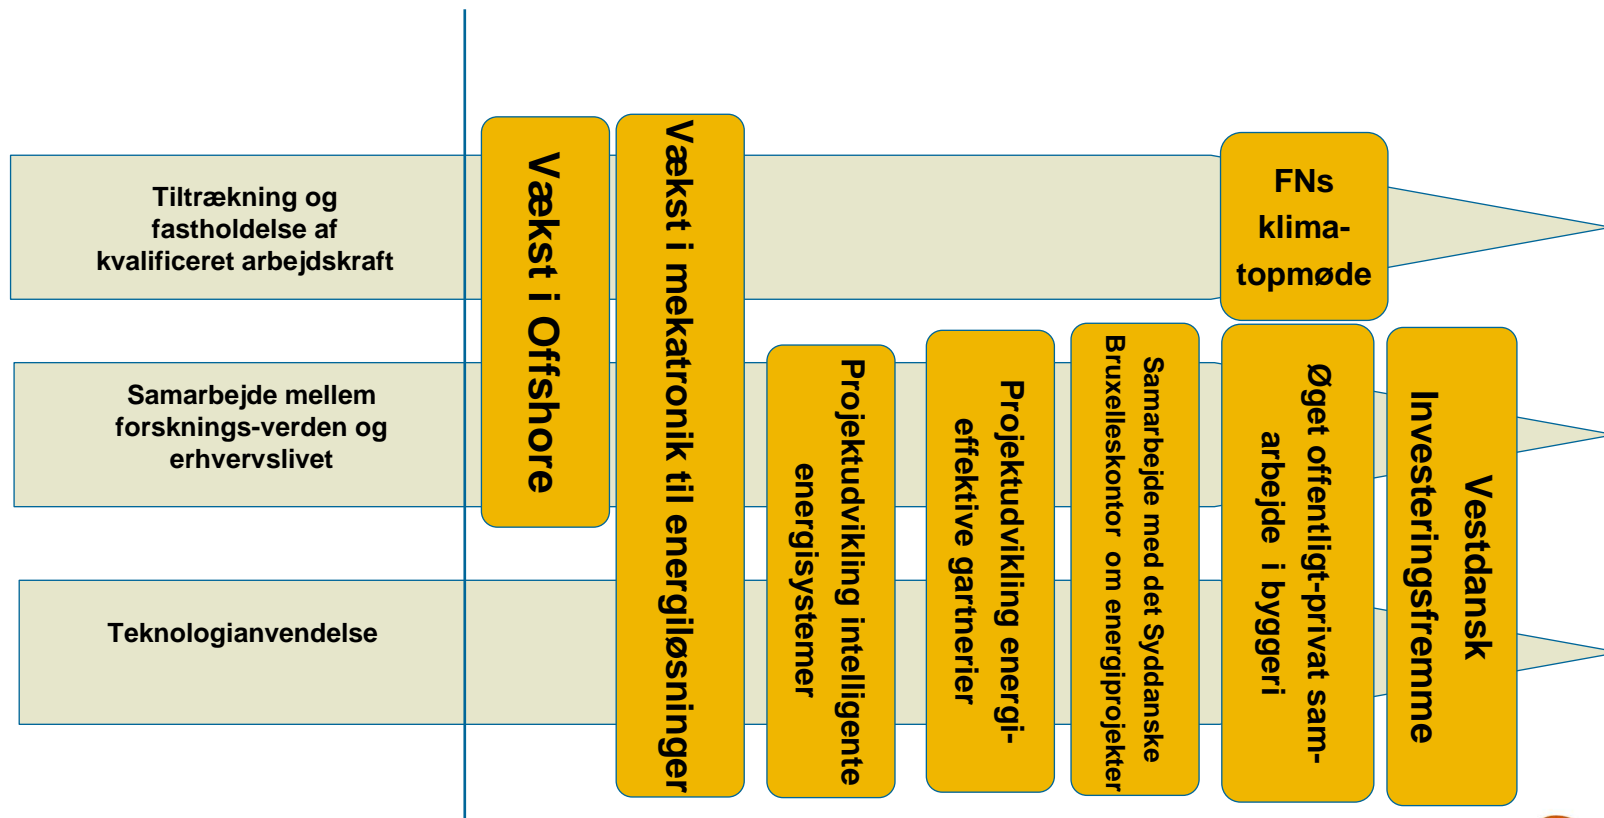 Tiltrækning og
fastholdelse af
kvalificeret arbejdskraft
Samarbejde mellem
forsknings-verden og
erhvervslivet
Teknologianvendelse
Vækst i Offshore
Vækst i mekatronik til energiløsninger
Projektudvikling intelligente
energisystemer
Projektudvikling energi-
effektive gartnerier
Samarbejde med det Syddanske
Bruxelleskontor om energiprojekter
FNs
klima-
topmøde
Øget offentligt-privat sam-
arbejde i byggeri
Vestdansk
Investeringsfremme